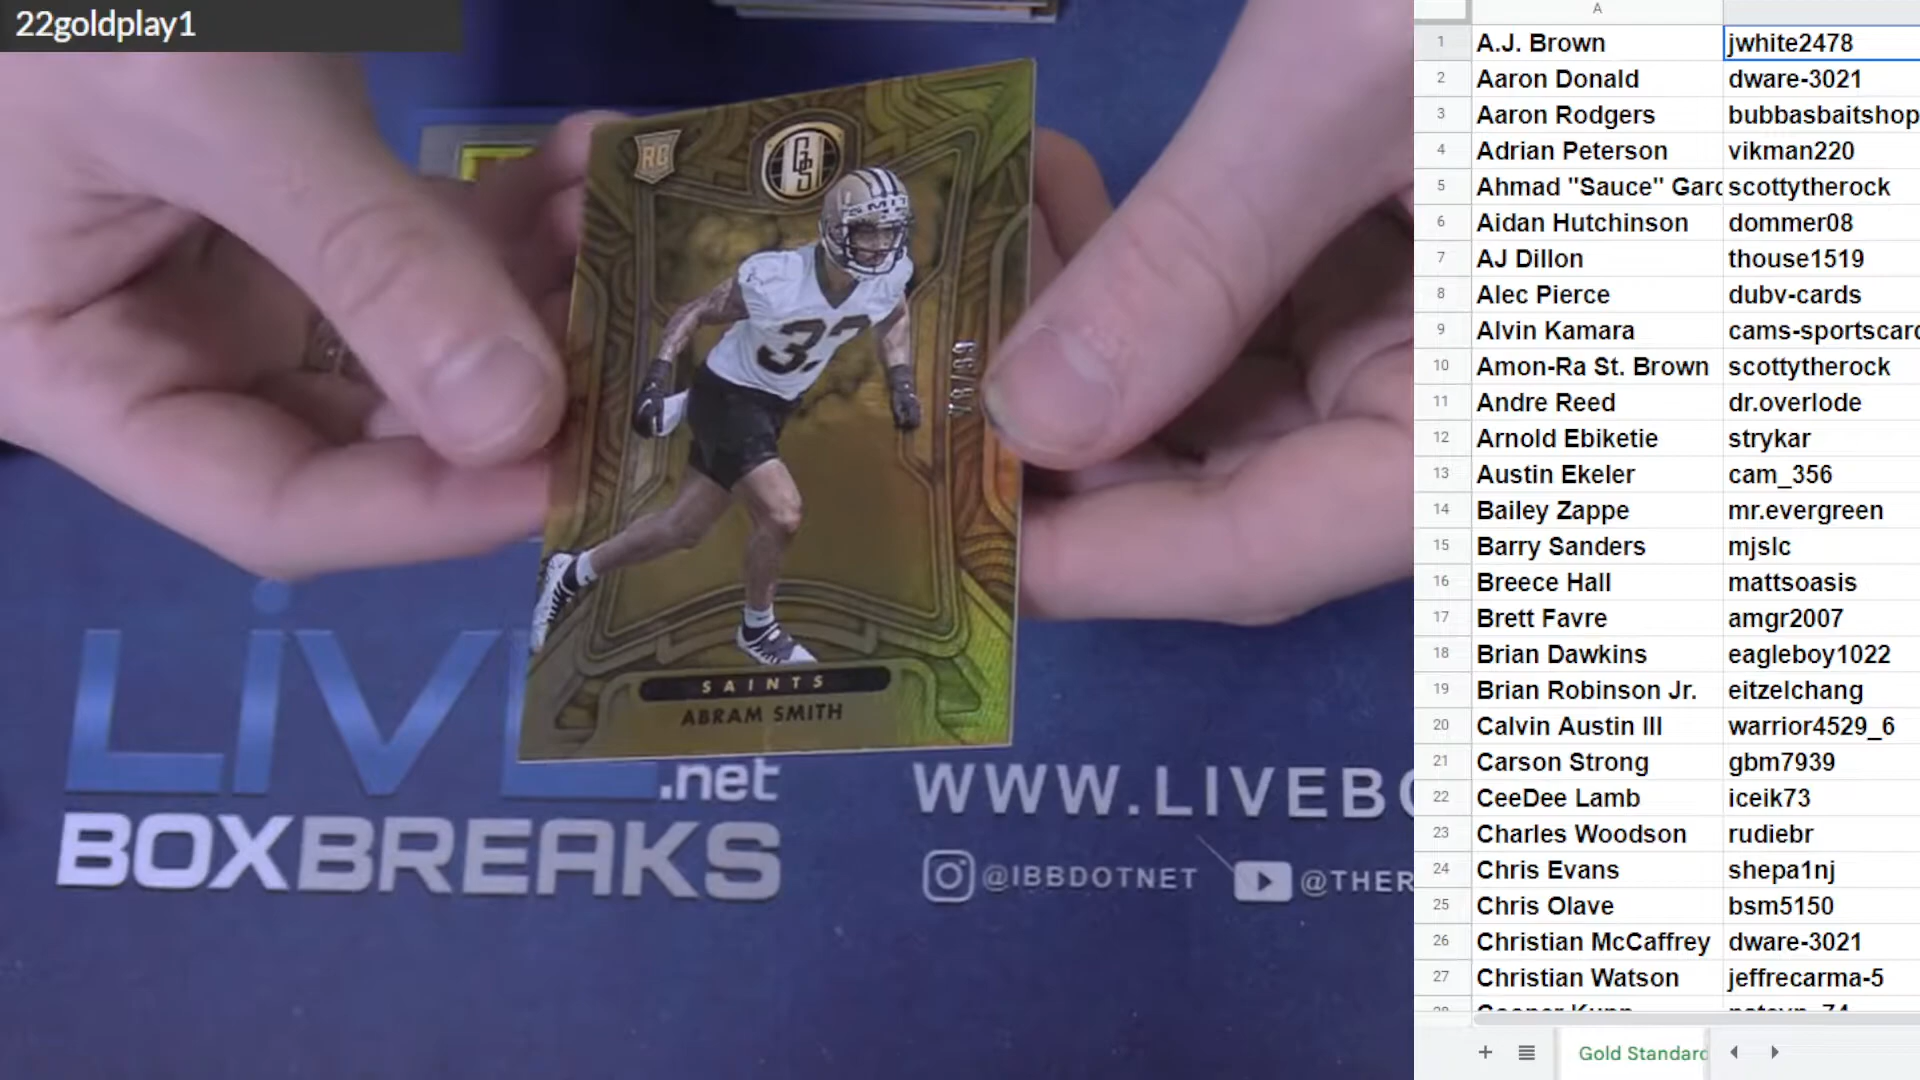 22goldplay1
RC
GS
SMITH
SAINTS
ABRAM SMITH
LIVE
.net
BOXBREAKS
WWW.LIVEBO
@IBBDOTNET
@THER
A
1 A.J. Brown jwhite2478
2 Aaron Donald dware-3021
3 Aaron Rodgers bubbasbaitshop
4 Adrian Peterson vikman220
5 Ahmad "Sauce" Gard scottytherock
6 Aidan Hutchinson dommer08
7 AJ Dillon thouse1519
8 Alec Pierce dubv-cards
9 Alvin Kamara cams-sportscard
10 Amon-Ra St. Brown scottytherock
11 Andre Reed dr.overlode
12 Arnold Ebiketie strykar
13 Austin Ekeler cam_356
14 Bailey Zappe mr.evergreen
15 Barry Sanders mjslc
16 Breece Hall mattsoasis
17 Brett Favre amgr2007
18 Brian Dawkins eagleboy1022
19 Brian Robinson Jr. eitzelchang
20 Calvin Austin III warrior4529_6
21 Carson Strong gbm7939
22 CeeDee Lamb iceik73
23 Charles Woodson rudiebr
24 Chris Evans shepa1nj
25 Chris Olave bsm5150
26 Christian McCaffrey dware-3021
27 Christian Watson jeffrecarma-5
Gold Standard